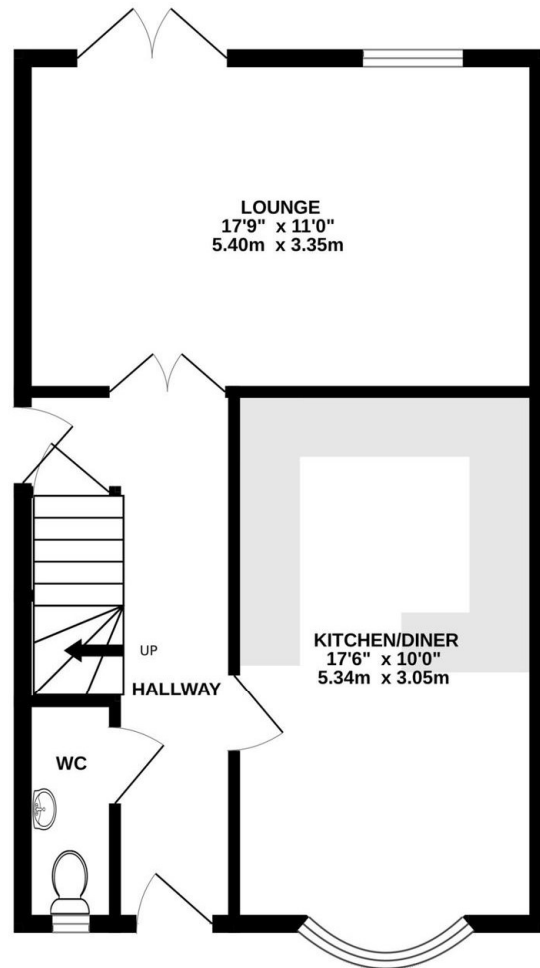 LOUNGE
17'9" x 11'0"
5.40m x 3.35m
KITCHEN/DINER
17'6" x 10'0"
5.34m x 3.05m
UP
HALLWAY
WC